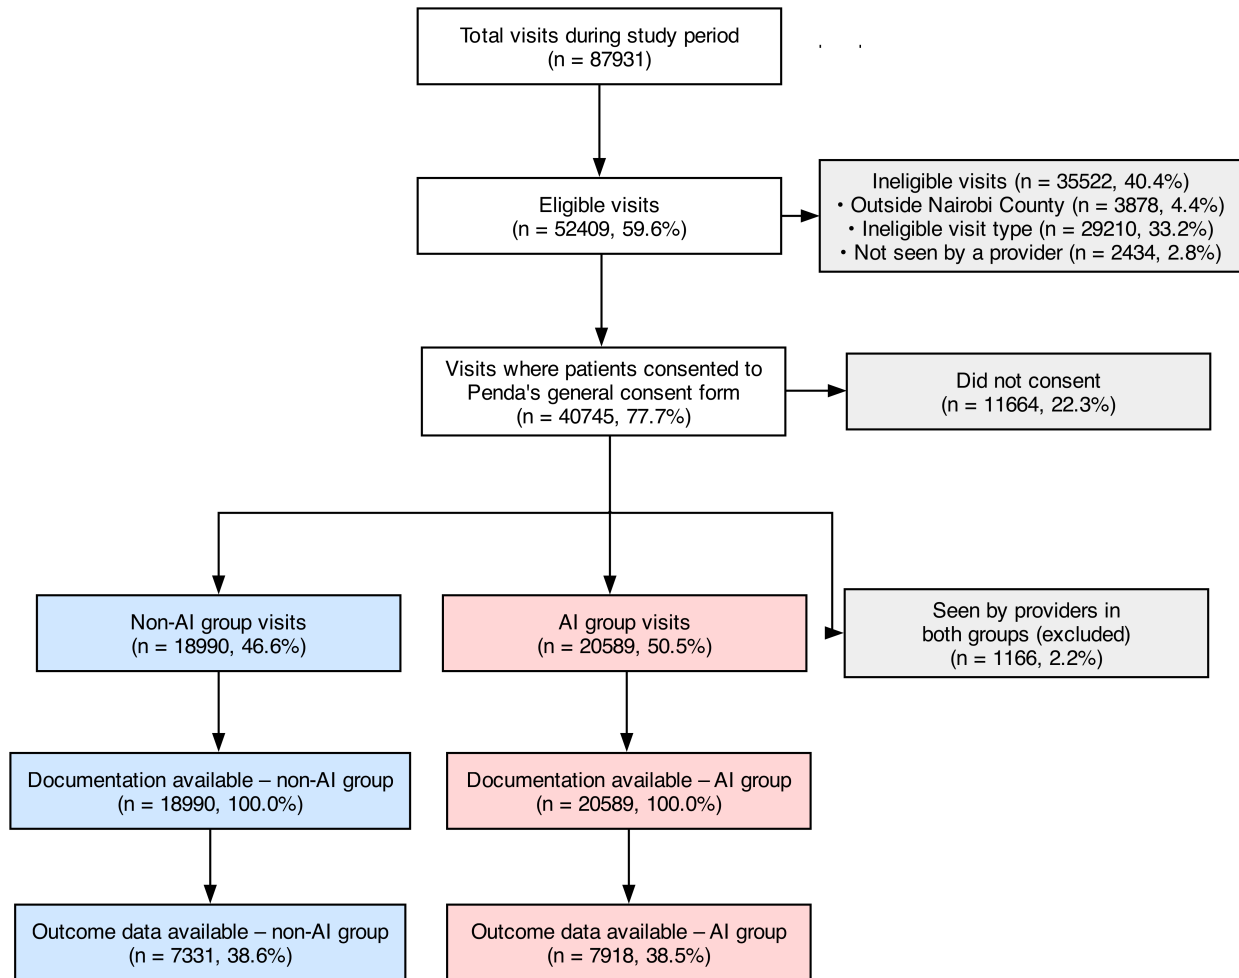 Total visits during study period
(n = 87931)
Eligible visits
(n = 52409, 59.6%)
Ineligible visits (n = 35522, 40.4%)
• Outside Nairobi County (n = 3878, 4.4%)
• Ineligible visit type (n = 29210, 33.2%)
• Not seen by a provider (n = 2434, 2.8%)
Visits where patients consented to
Penda's general consent form
(n = 40745, 77.7%)
Did not consent
(n = 11664, 22.3%)
Non-AI group visits
(n = 18990, 46.6%)
AI group visits
(n = 20589, 50.5%)
Seen by providers in
both groups (excluded)
(n = 1166, 2.2%)
Documentation available – non-AI group
(n = 18990, 100.0%)
Documentation available – AI group
(n = 20589, 100.0%)
Outcome data available – non-AI group
(n = 7331, 38.6%)
Outcome data available – AI group
(n = 7918, 38.5%)